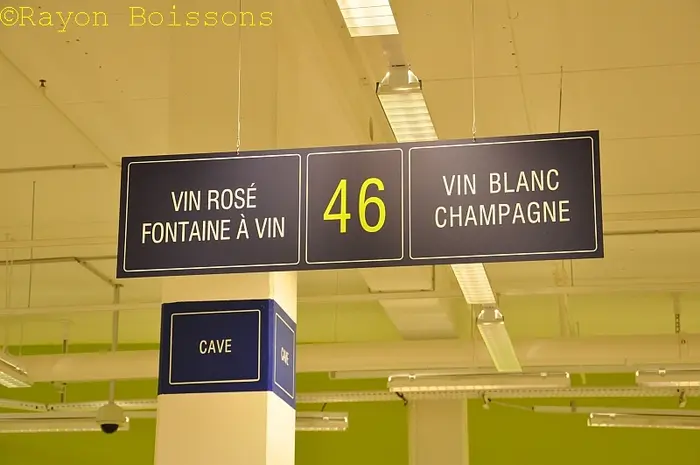 ©Rayon Boissons
VIN ROSÉ
FONTAINE À VIN
46
VIN BLANC
CHAMPAGNE
CAVE
CAVE